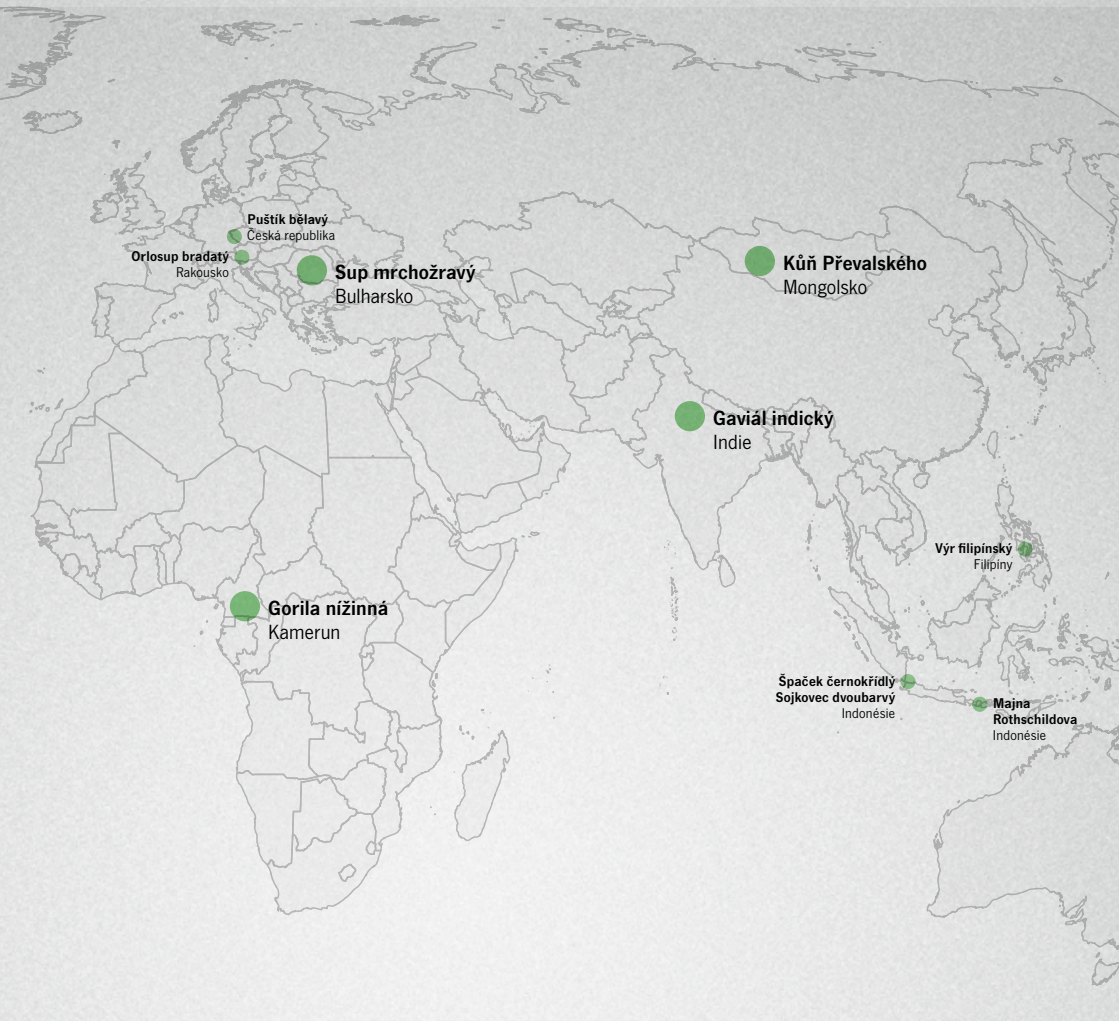 Puštík bělavý
Česká republika
Orlosup bradatý
Rakousko
Sup mrchožravý
Bulharsko
Kůň Převalského
Mongolsko
Gaviál indický
Indie
Výr filipínský
Filipíny
Gorila nížinná
Kamerun
Špaček černokřídlý
Sojkovec dvoubarvý
Indonésie
Majna
Rothschildova
Indonésie